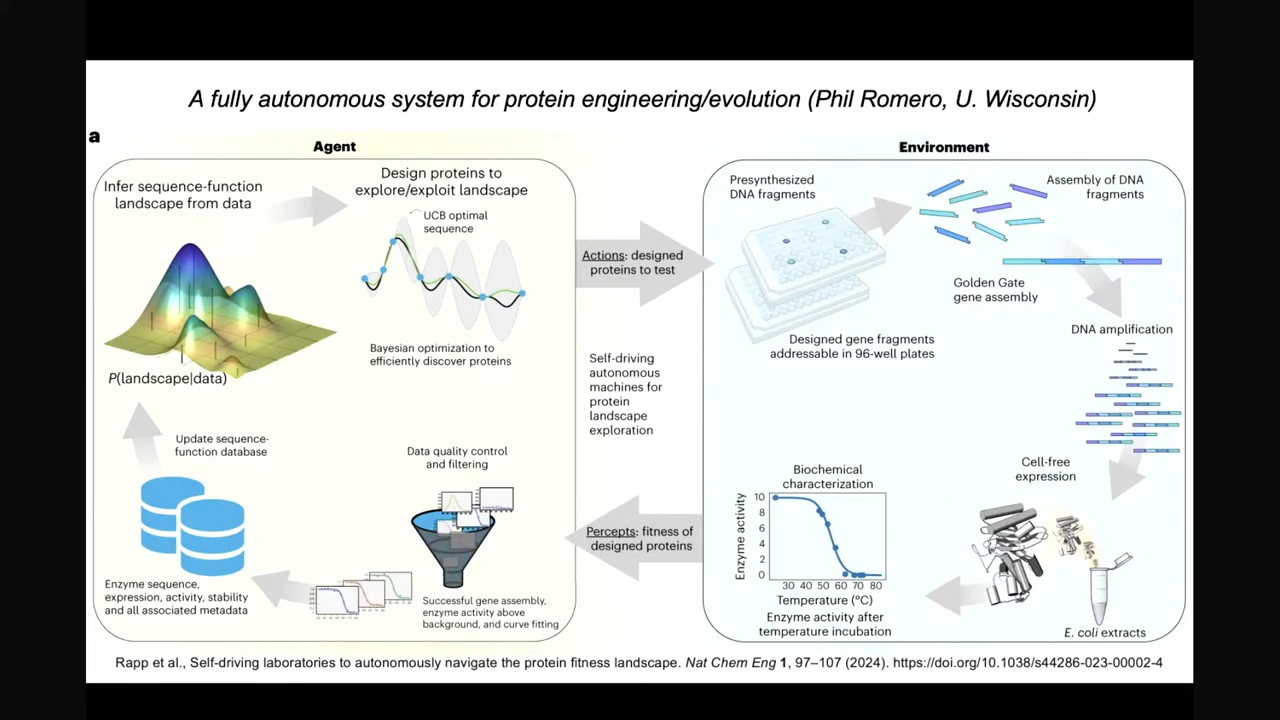 A fully autonomous system for protein engineering/evolution (Phil Romero, U. Wisconsin)
a
Agent
Infer sequence-function
landscape from data
Design proteins to
explore/exploit landscape
UCB optimal
sequence
Bayesian optimization to
efficiently discover proteins
P(landscape|data)
Update sequence-
function database
Data quality control
and filtering
Enzyme sequence,
expression, activity, stability
and all associated metadata
Successful gene assembly,
enzyme activity above
background, and curve fitting
Actions: designed
proteins to test
Self-driving
autonomous
machines for
protein
landscape
exploration
Percepts: fitness of
designed proteins
Environment
Presynthesized
DNA fragments
Assembly of DNA
fragments
Golden Gate
gene assembly
Designed gene fragments
addressable in 96-well plates
DNA amplification
Cell-free
expression
E. coli extracts
Biochemical
characterization
Enzyme activity
10
8
6
4
2
0
30 40 50 60 70 80
Temperature (°C)
Enzyme activity after
temperature incubation
Rapp et al., Self-driving laboratories to autonomously navigate the protein fitness landscape. Nat Chem Eng 1, 97–107 (2024). https://doi.org/10.1038/s44286-023-00002-4